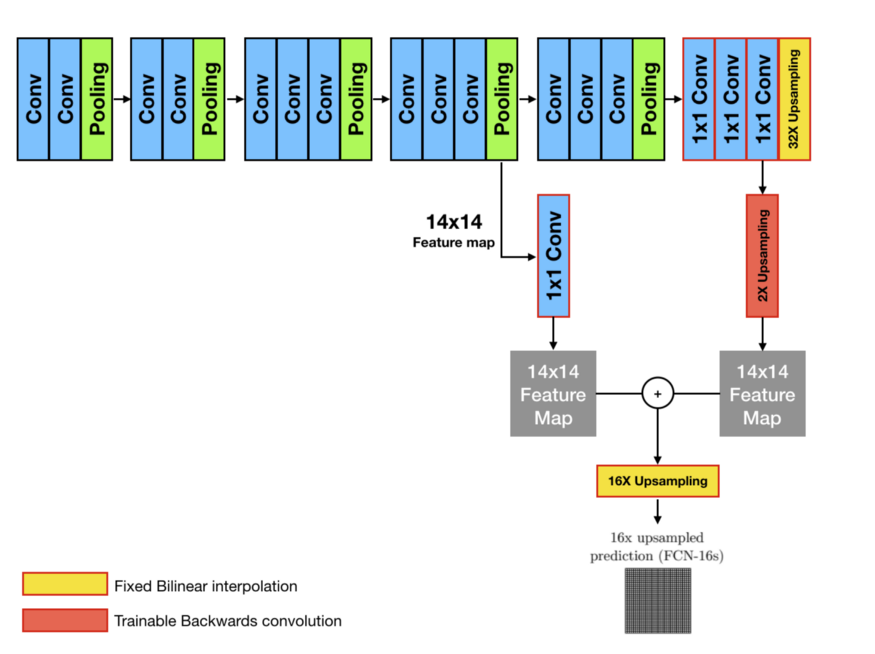 Conv
Conv
Pooling
Conv
Conv
Pooling
Conv
Conv
Conv
Pooling
Conv
Conv
Conv
Pooling
Conv
Conv
Conv
Pooling
1x1 Conv
1x1 Conv
1x1 Conv
32X Upsampling
14x14
Feature map
1x1 Conv
2X Upsampling
14x14
Feature
Map
+
14x14
Feature
Map
16X Upsampling
16x upsampled
prediction (FCN-16s)
Fixed Bilinear interpolation
Trainable Backwards convolution